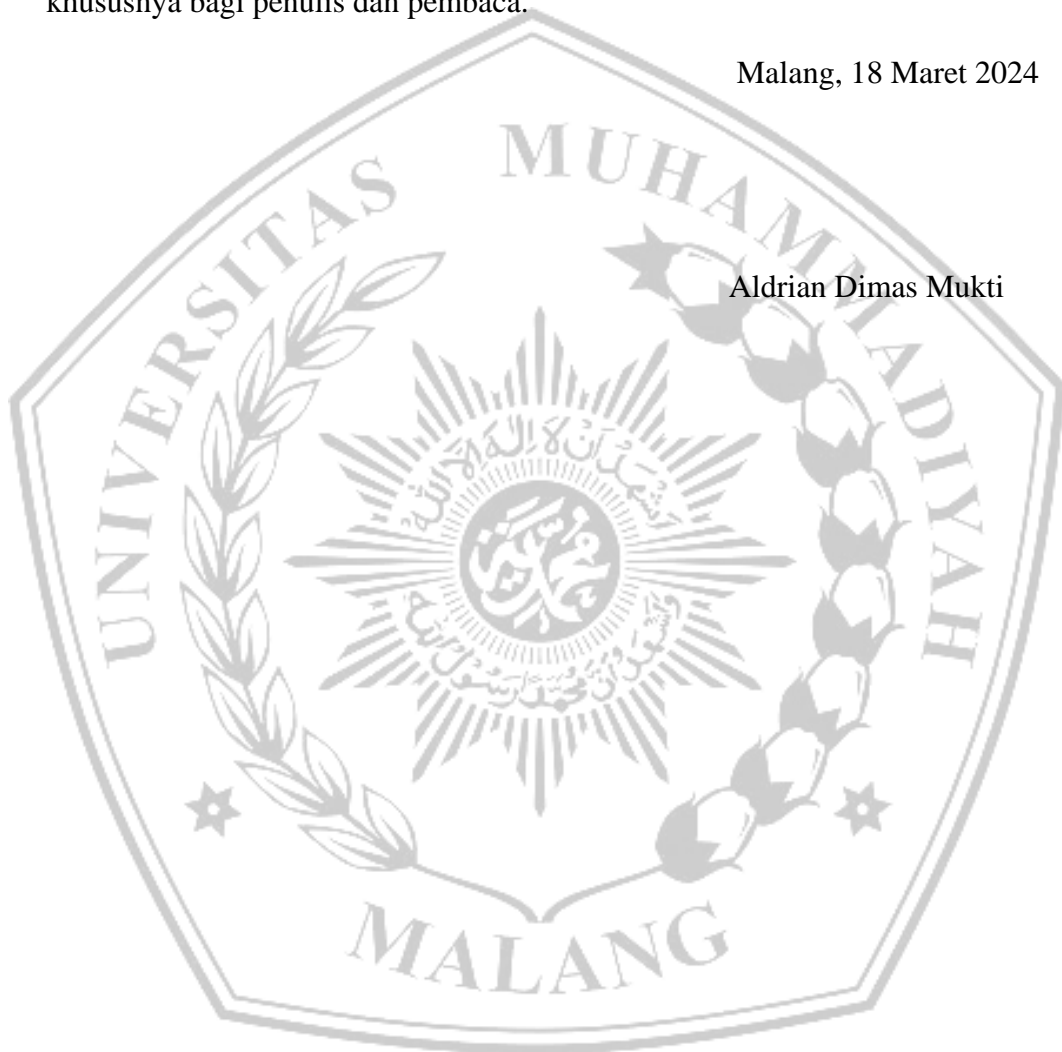 khususnya bagi penulis dan pembaca.
Malang, 18 Maret 2024
Aldrian Dimas Mukti
UNIVERSITAS MUHAMMADIYAH
MALANG